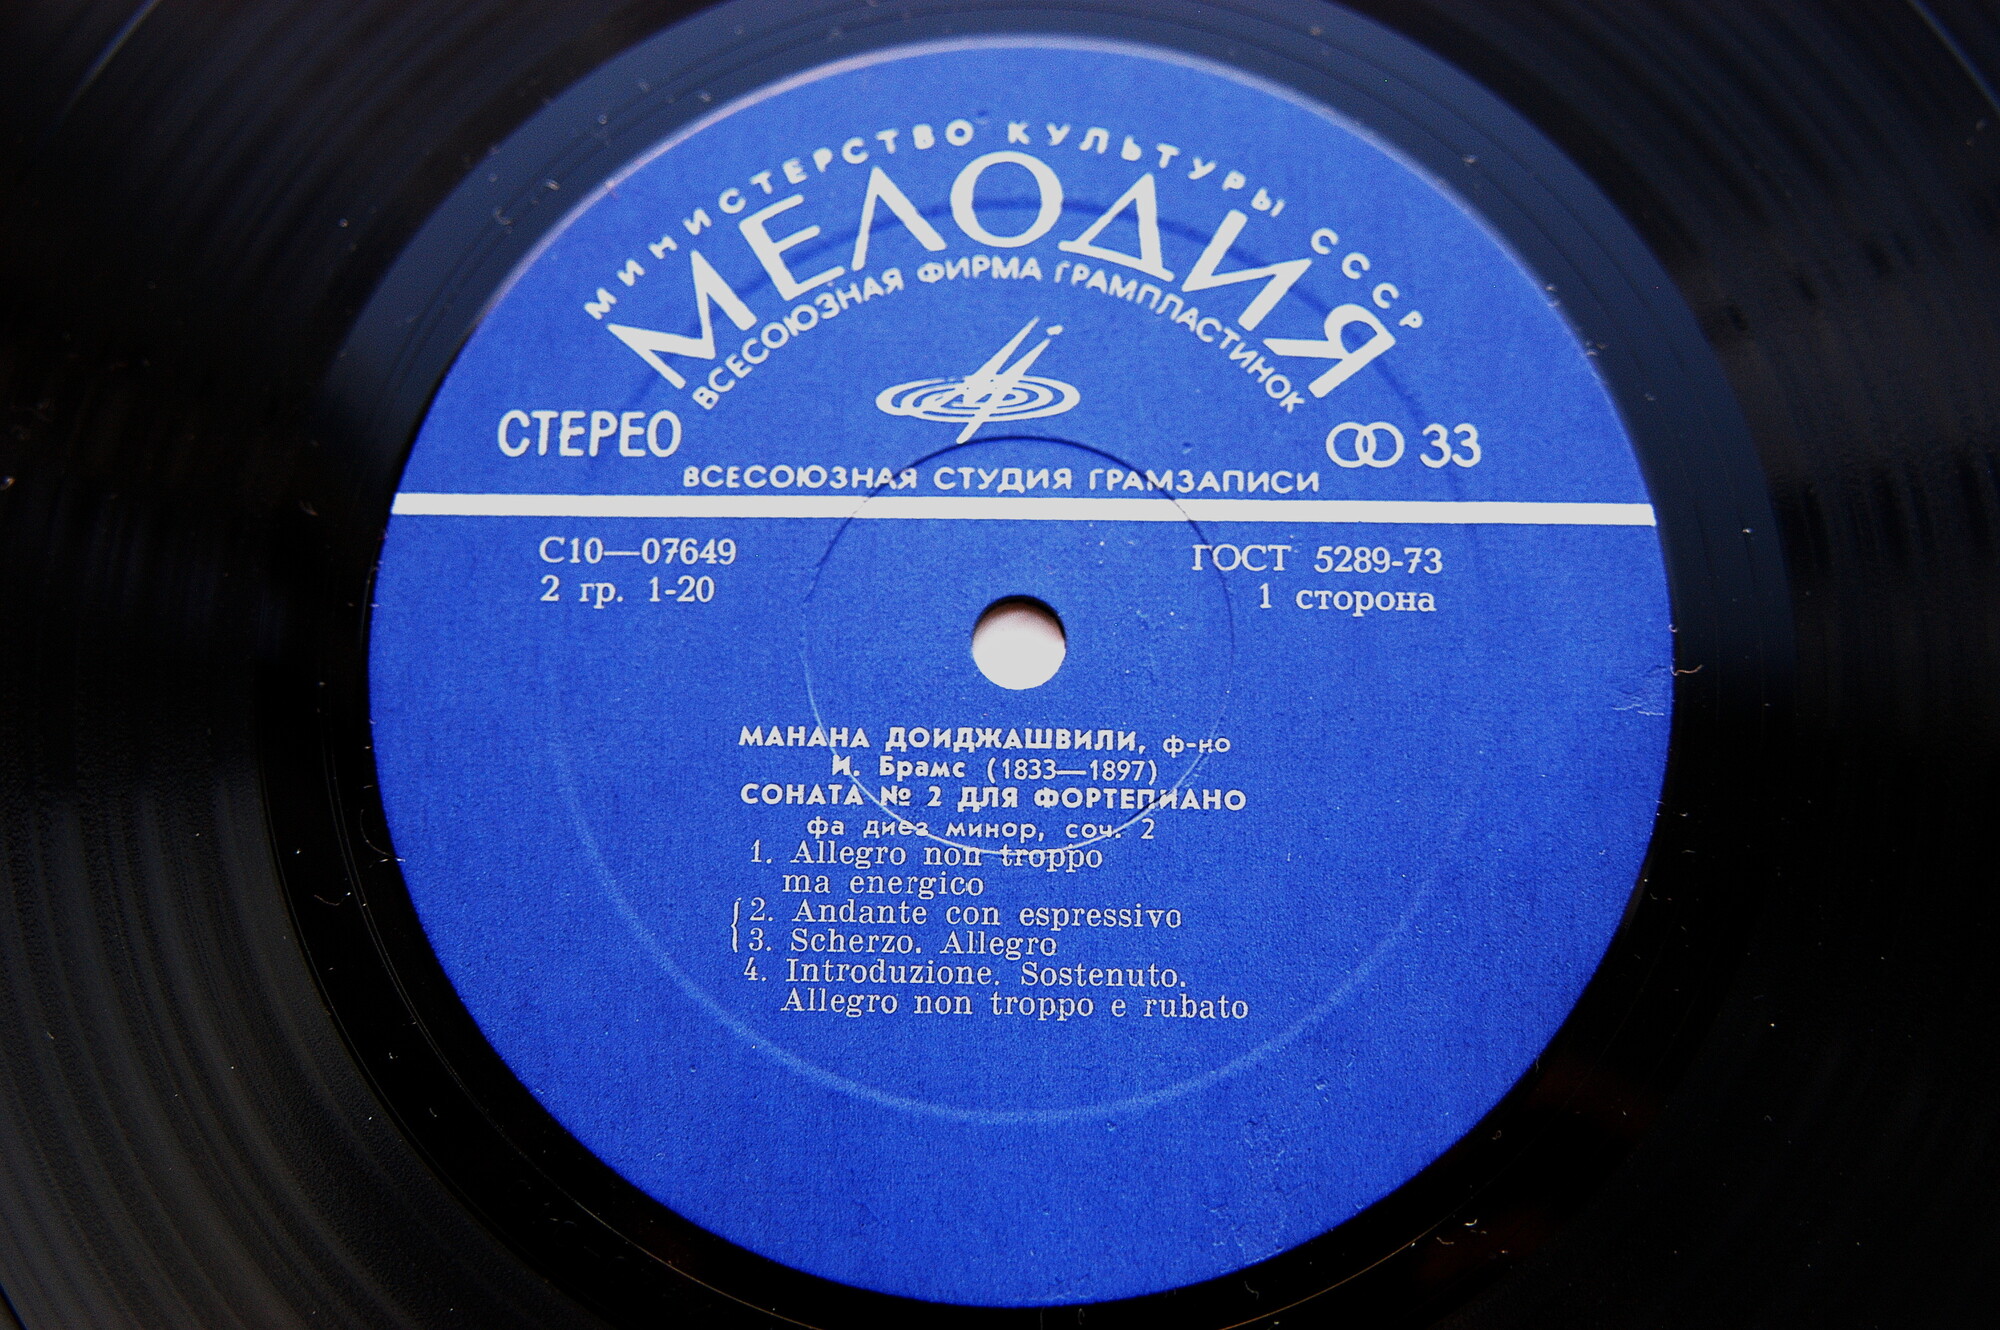 МИНИСТЕРСТВО КУЛЬТУРЫ СССР
МЕЛОДИЯ
ВСЕСОЮЗНАЯ ФИРМА ГРАМПЛАСТИНОК
СТЕРЕО
33
ВСЕСОЮЗНАЯ СТУДИЯ ГРАМЗАПИСИ
С10—07649
ГОСТ 5289-73
2 гр. 1-20
1 сторона
МАНАНА ДОИДЖАШВИЛИ, ф-но
И. Брамс (1833—1897)
СОНАТА № 2 ДЛЯ ФОРТЕПИАНО
фа диез минор, соч. 2
1. Allegro non troppo
ma energico
2. Andante con espressivo
3. Scherzo. Allegro
4. Introduzione. Sostenuto.
Allegro non troppo e rubato